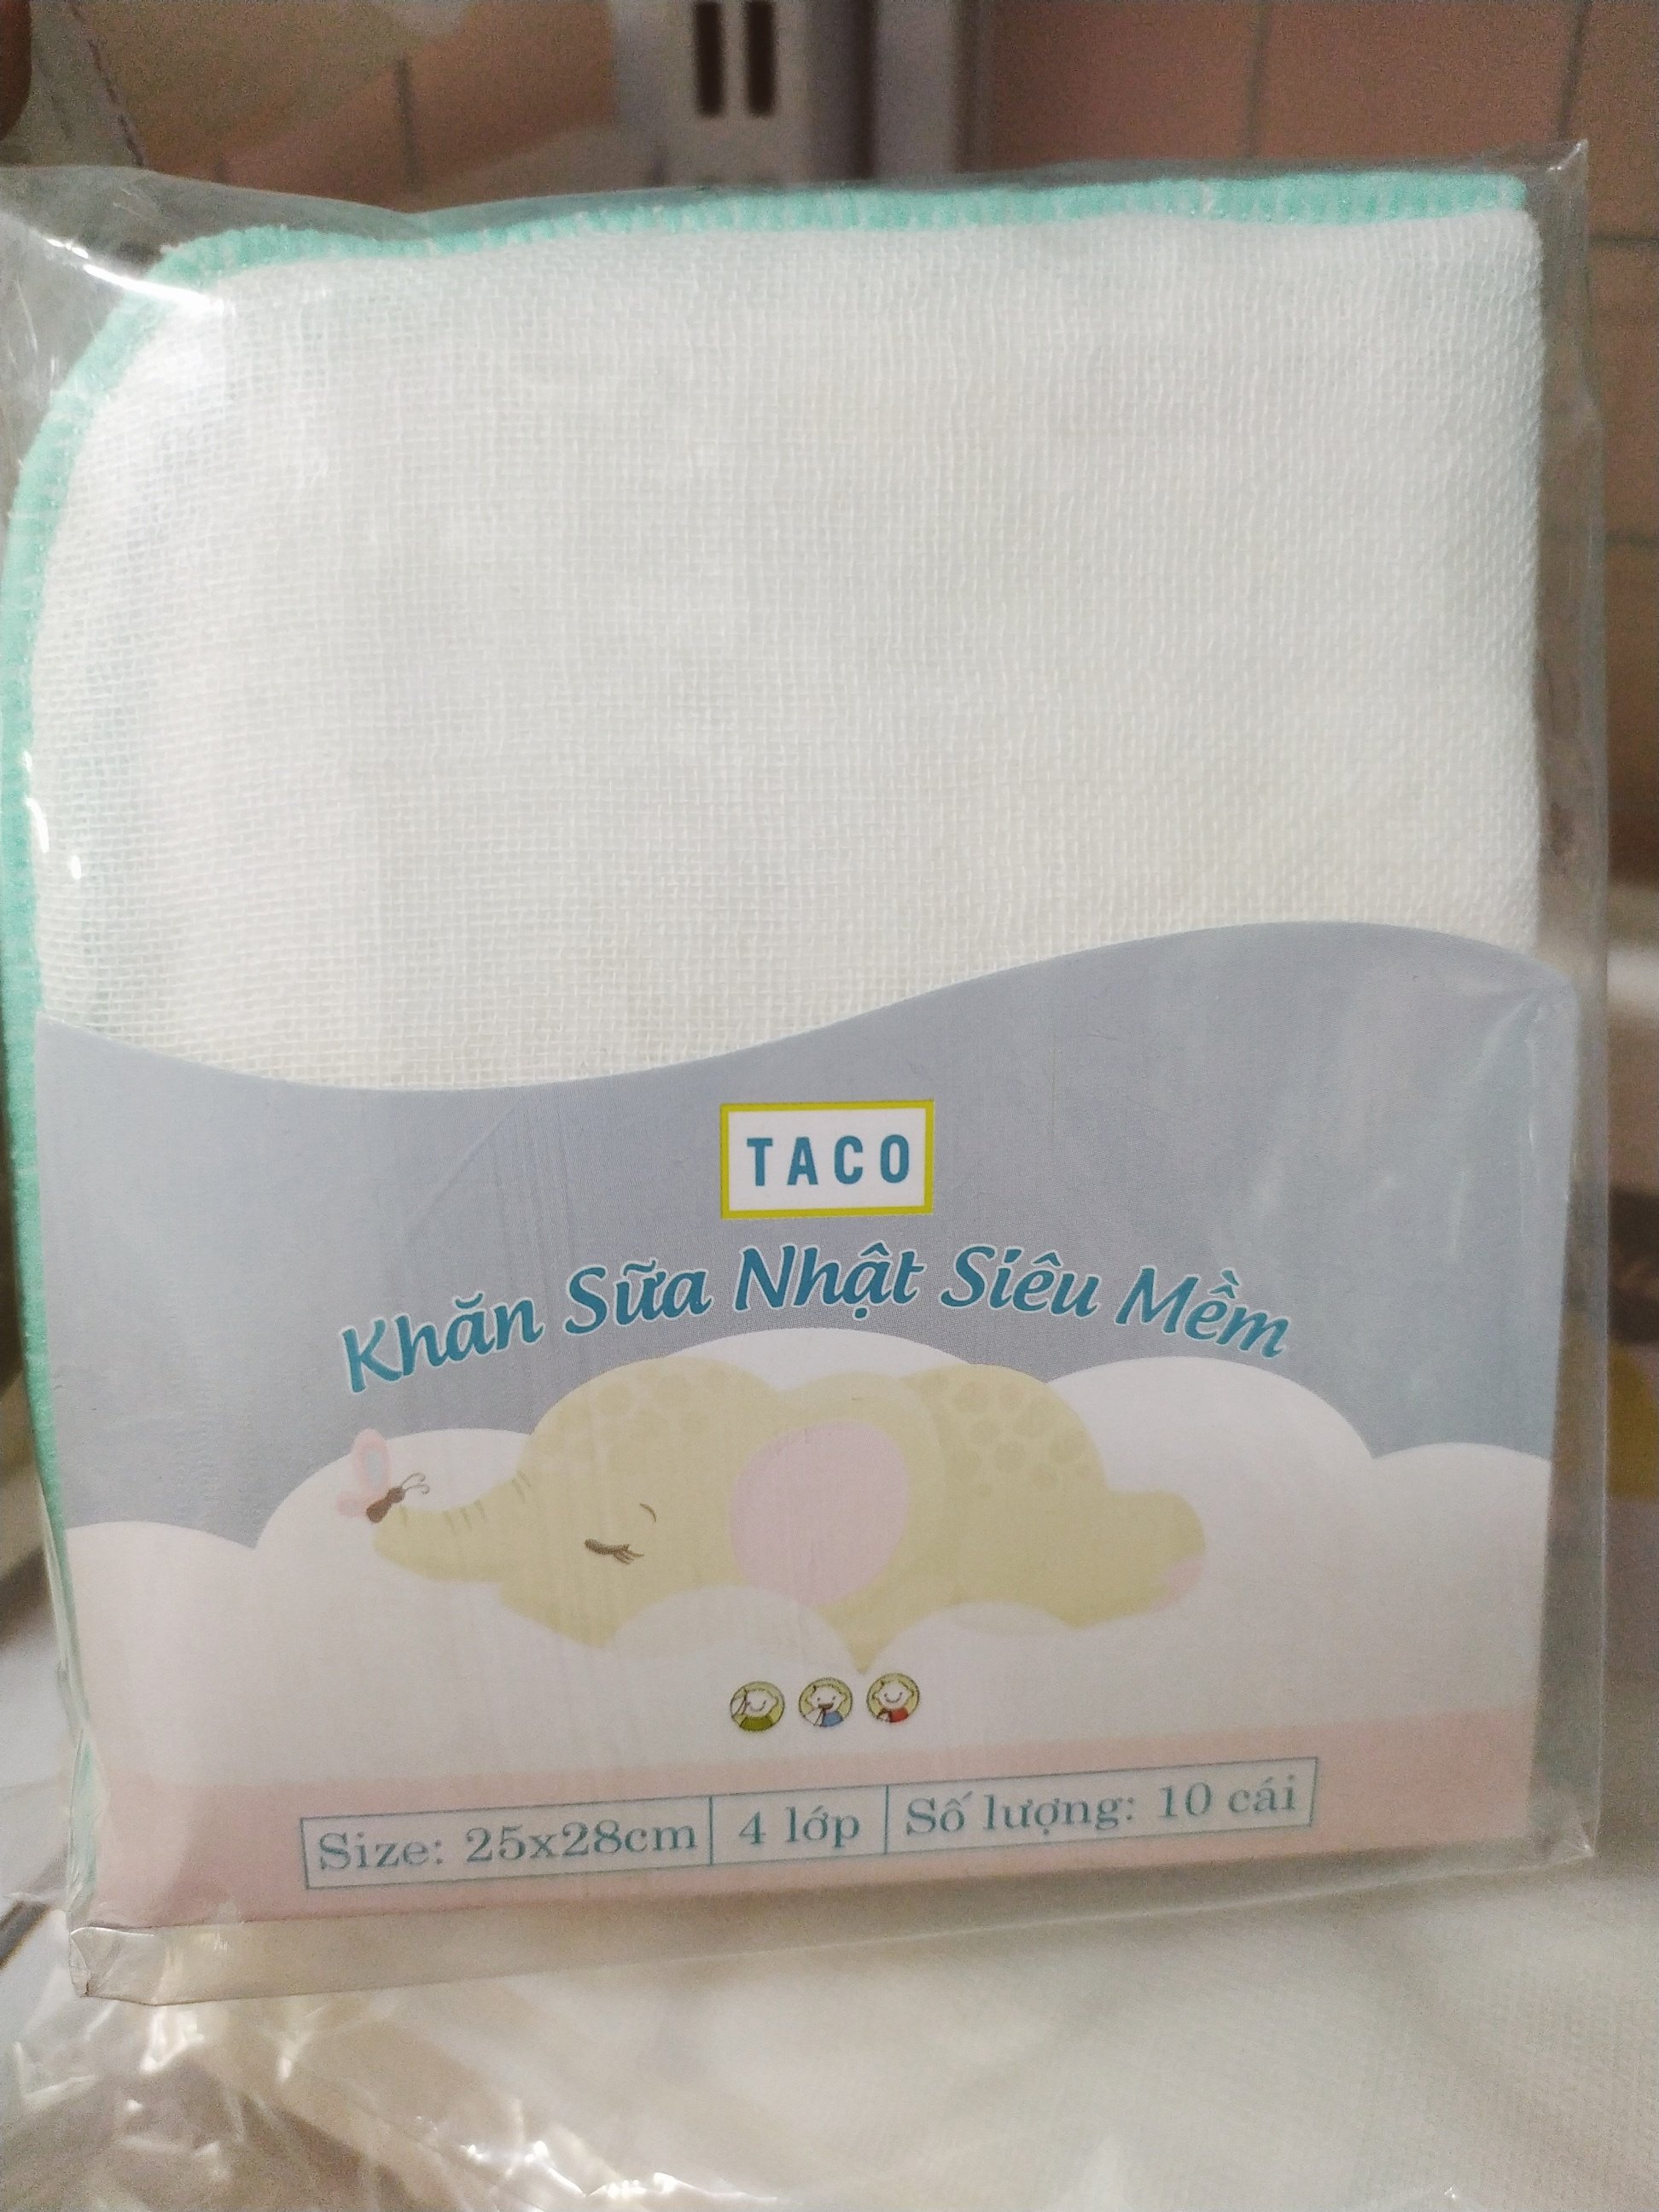 TACO
Khăn Sữa Nhật Siêu Mềm
Size: 25x28cm 4 lớp Số lượng: 10 cái